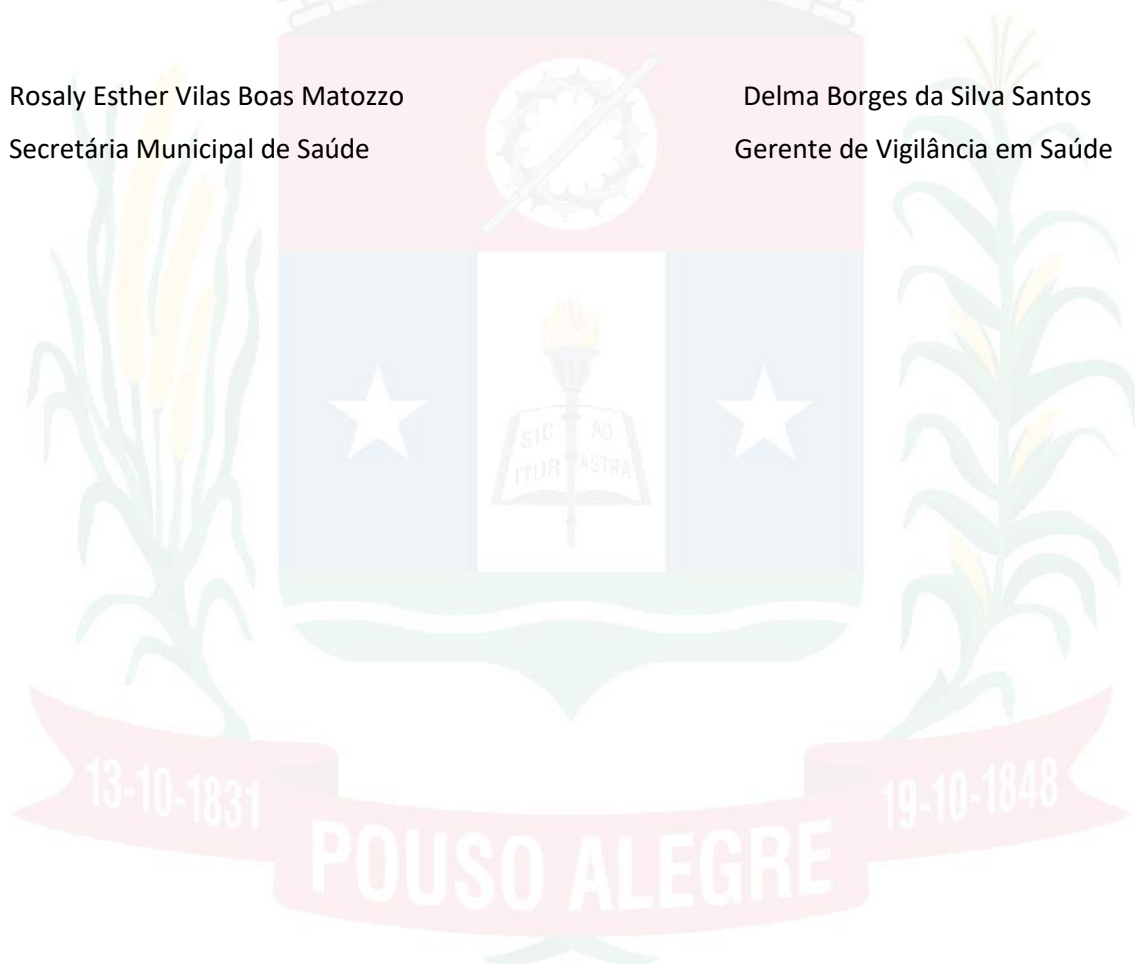 Rosaly Esther Vilas Boas Matozzo
Delma Borges da Silva Santos
Secretária Municipal de Saúde
Gerente de Vigilância em Saúde
SIC AD
ITUR ASTRA
13-10-1831
19-10-1848
POUSO ALEGRE